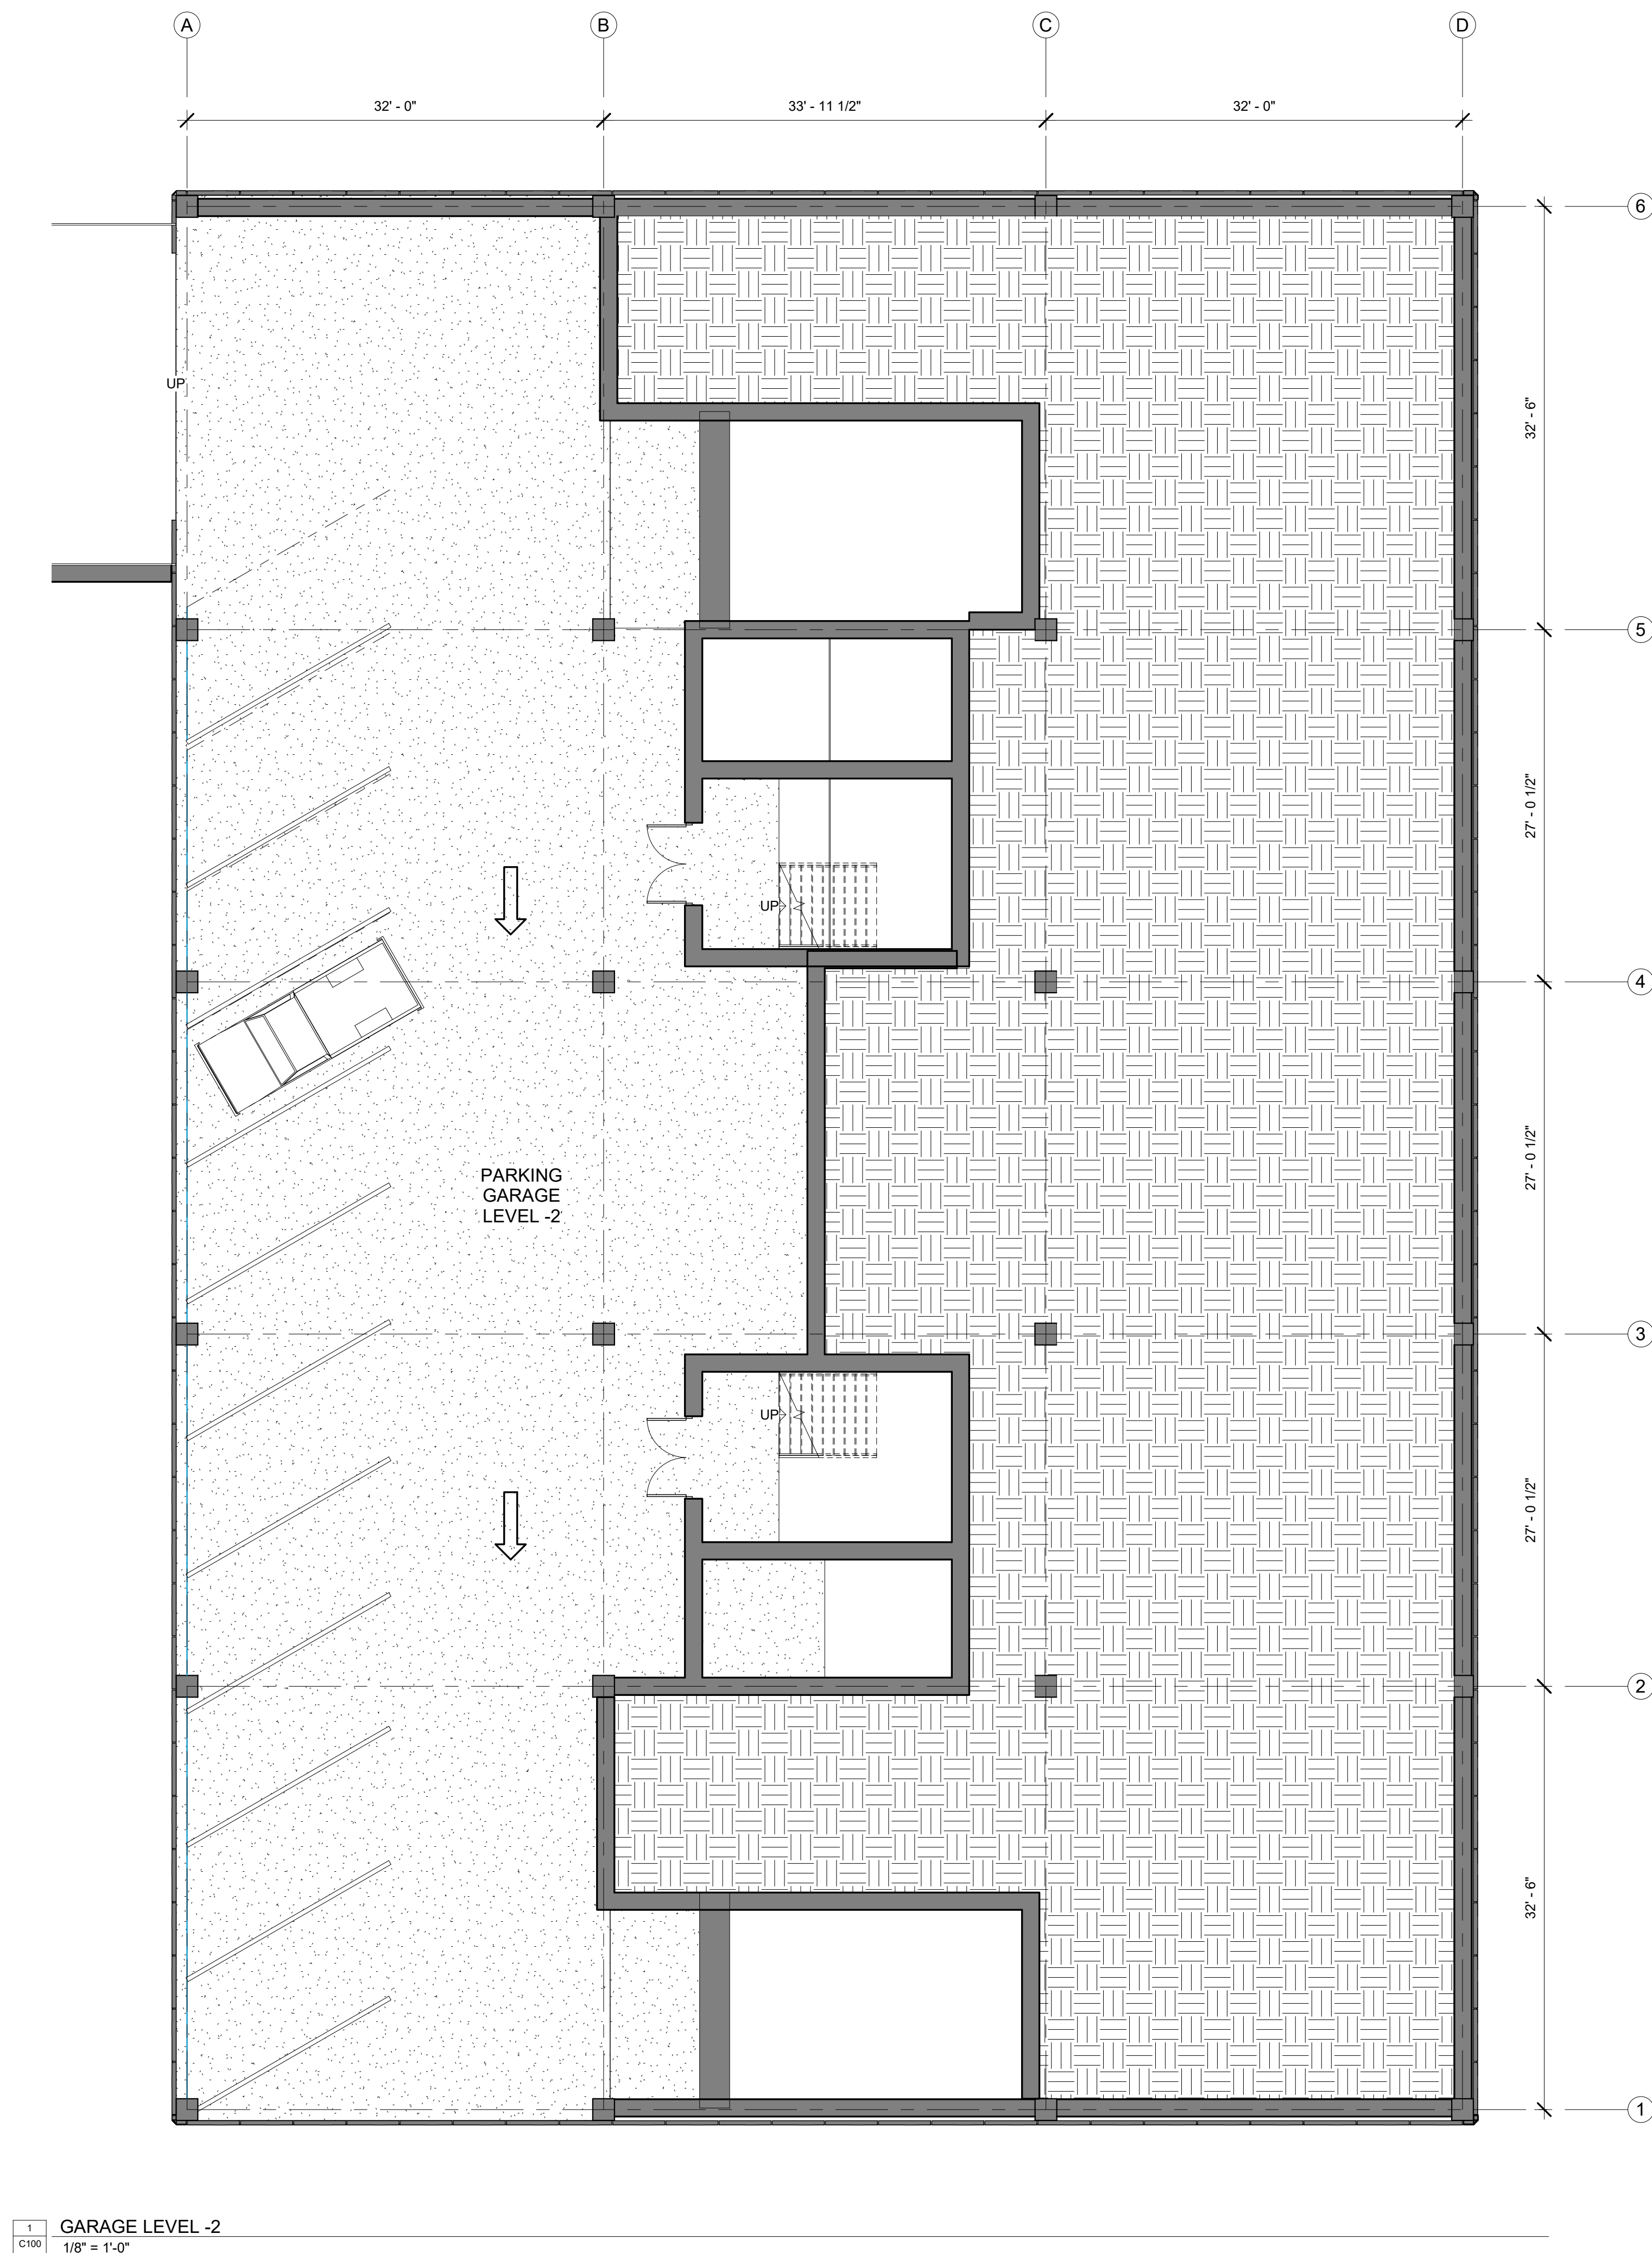 A
B
C
D
32' - 0"
33' - 11 1/2"
32' - 0"
6
UP
32' - 6"
5
27' - 0 1/2"
UP
4
PARKING
GARAGE
LEVEL -2
27' - 0 1/2"
3
UP
27' - 0 1/2"
2
32' - 6"
1
1
GARAGE LEVEL -2
C100
1/8" = 1'-0"